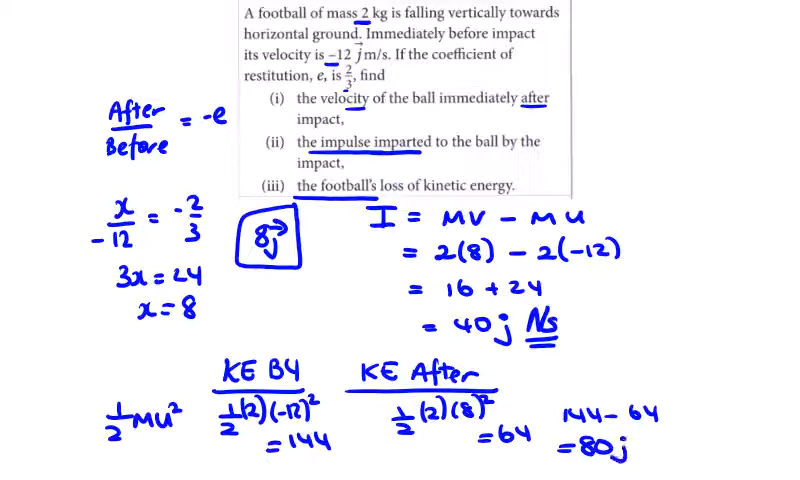 A football of mass 2 kg is falling vertically towards
horizontal ground. Immediately before impact
its velocity is −12 j⃗ m/s. If the coefficient of
restitution, e, is 2/3, find
(i) the velocity of the ball immediately after
impact,
(ii) the impulse imparted to the ball by the
impact,
(iii) the football's loss of kinetic energy.
After/Before = -e
x/-12 = -2/3
3x = 24
x = 8
8j⃗
I = MV - MU
= 2(8) - 2(-12)
= 16 + 24
= 40j Ns
1/2 MU²
KE B4
1/2(2)(-12)²
= 144
KE After
1/2(2)(8)²
= 64
144 - 64
= 80j